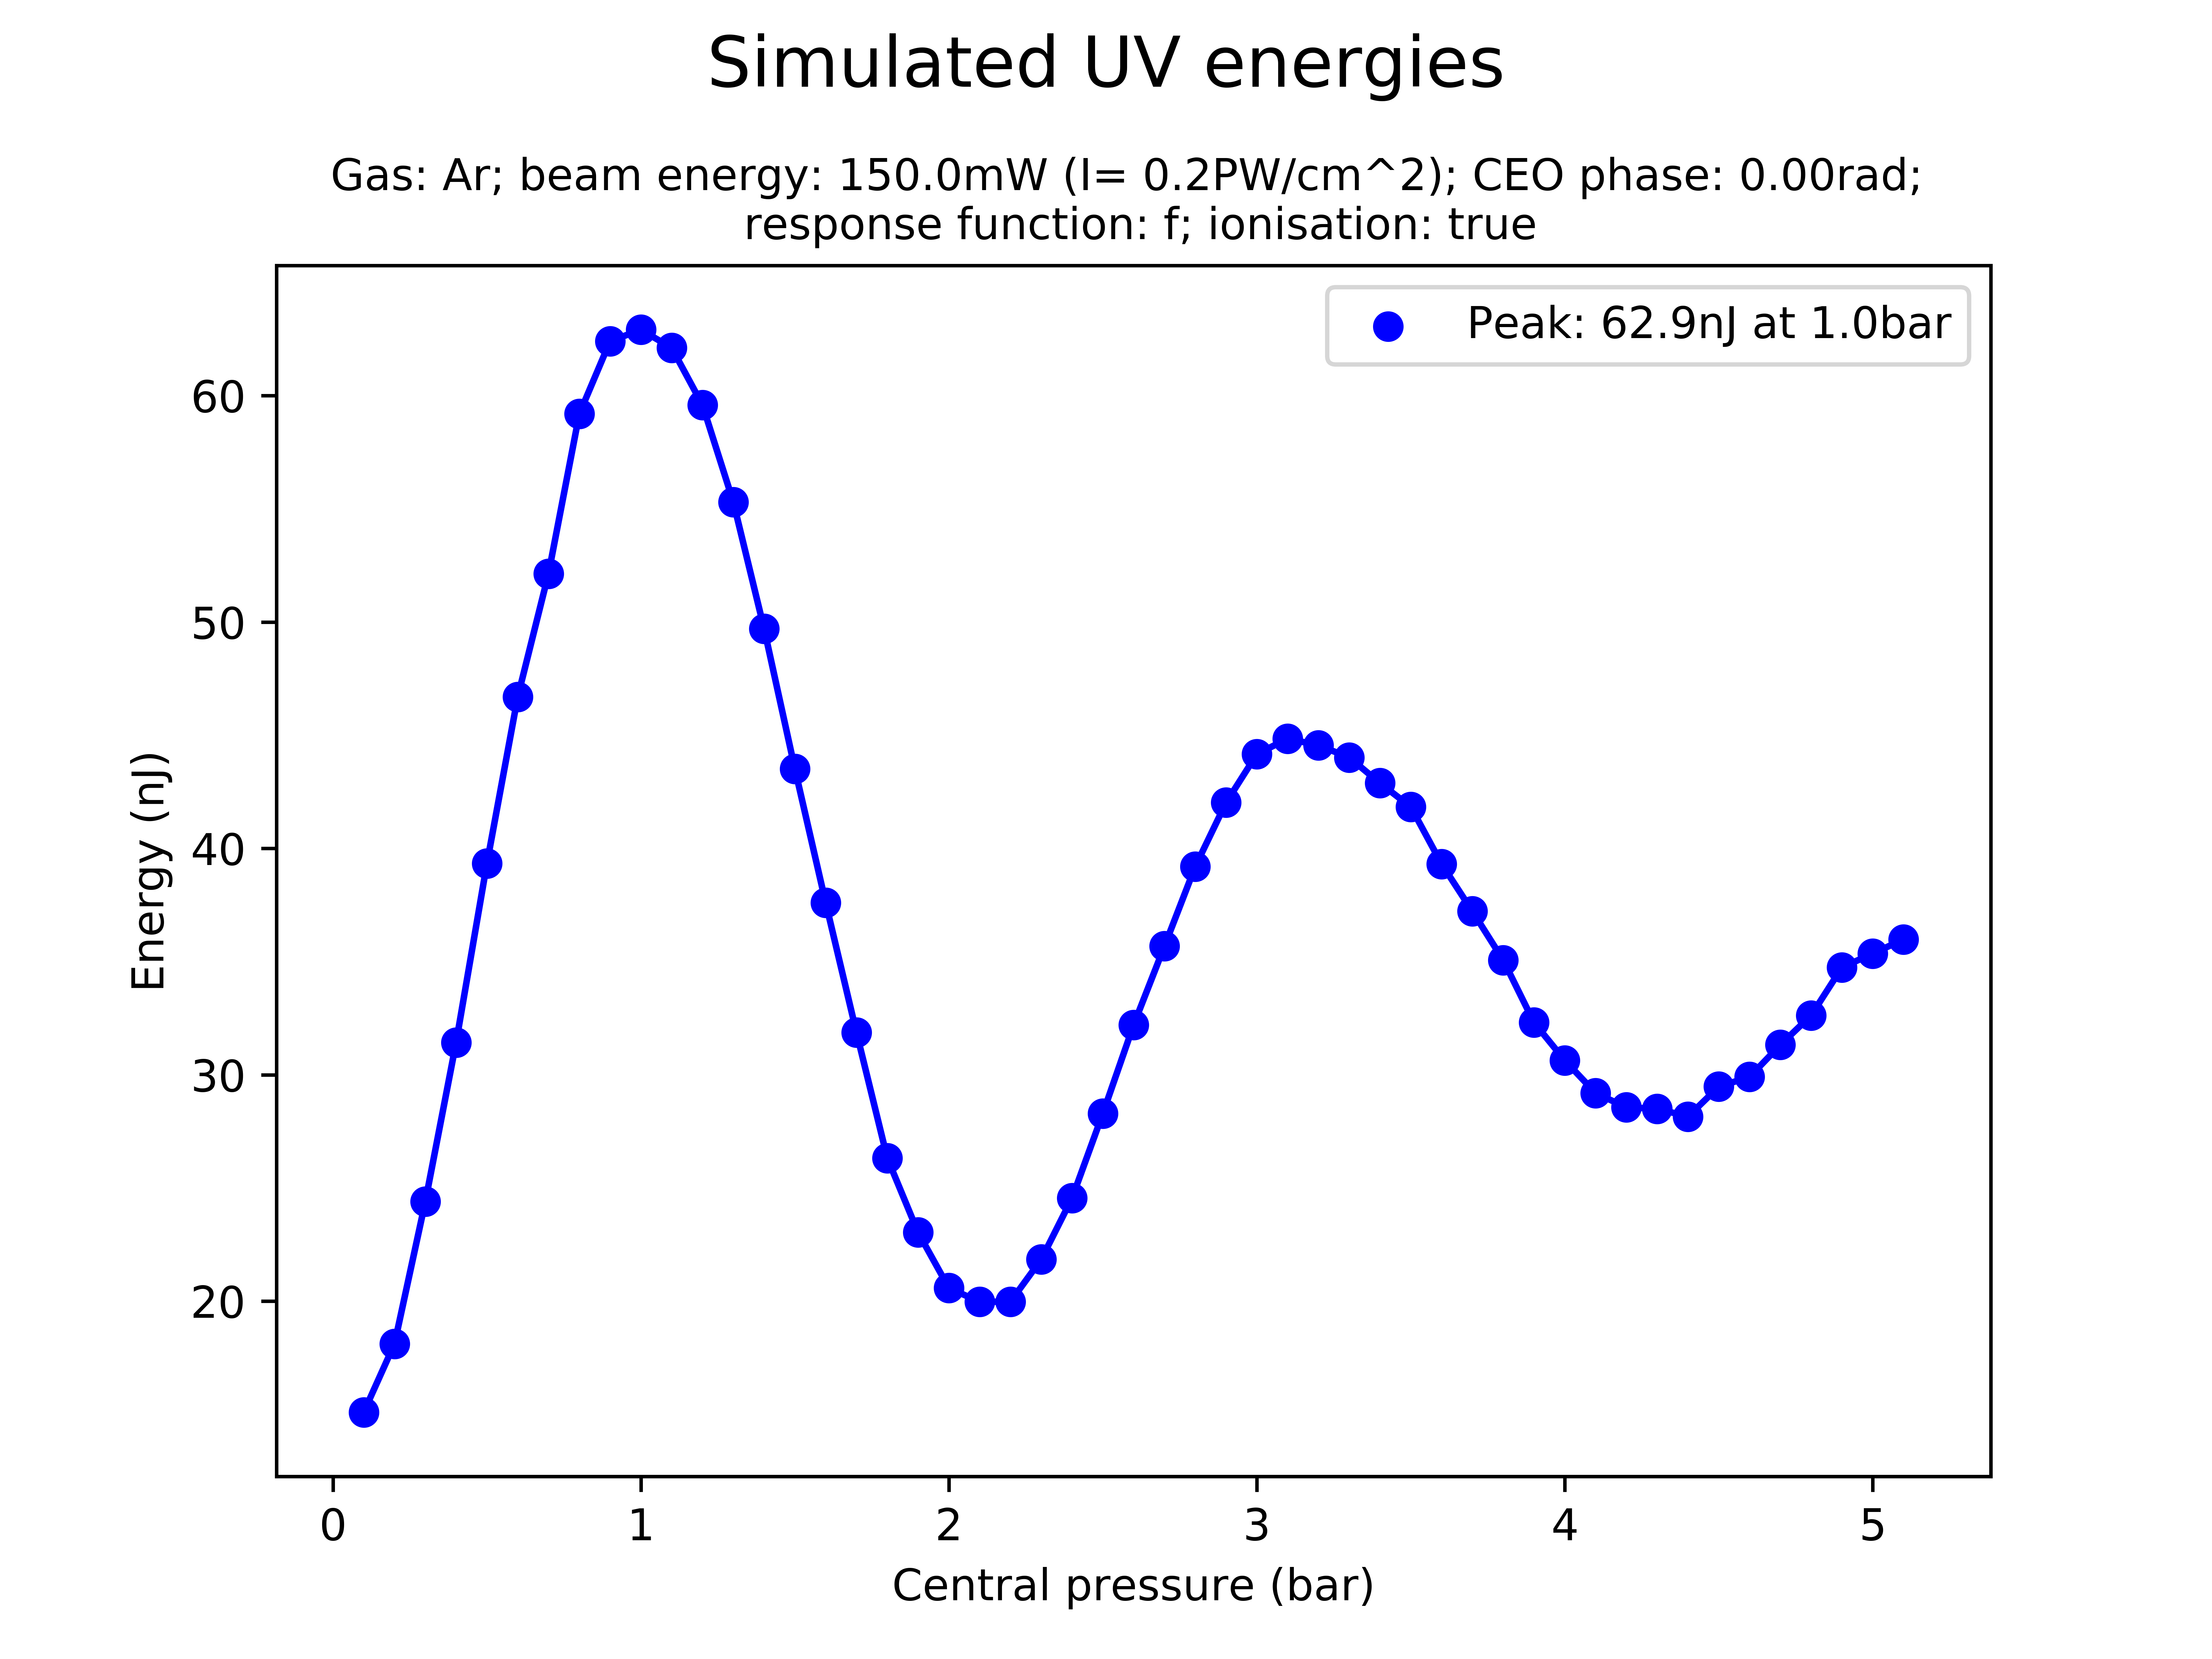 Simulated UV energies
Gas: Ar; beam energy: 150.0mW (I= 0.2PW/cm^2); CEO phase: 0.00rad;
response function: f; ionisation: true
Peak: 62.9nJ at 1.0bar
60
50
40
30
20
Energy (nJ)
0 1 2 3 4 5
Central pressure (bar)